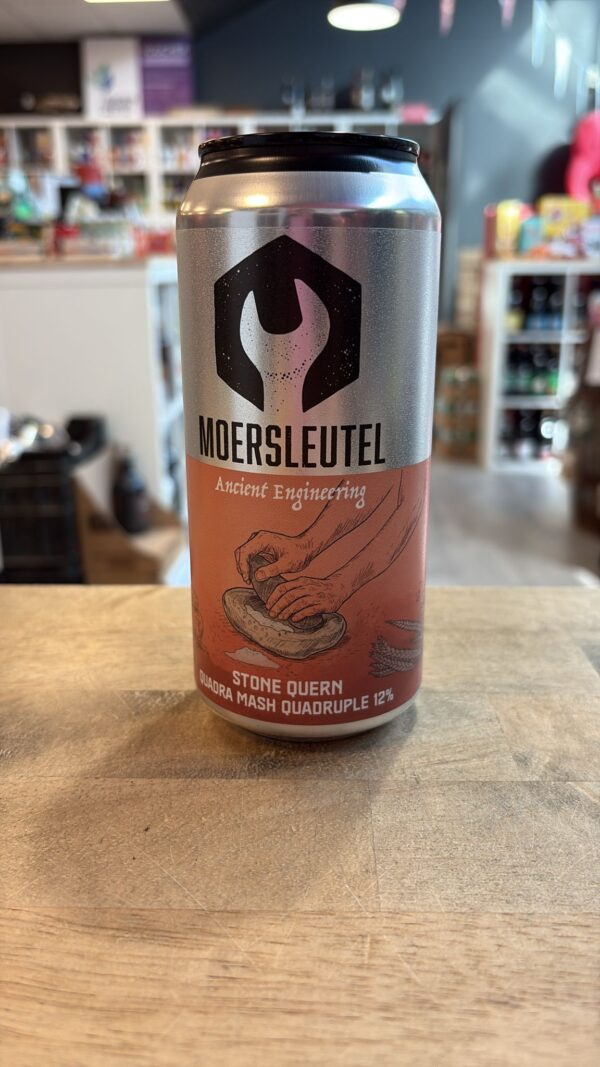 MOERSLEUTEL
Ancient Engineering
STONE QUERN
QUADRA MASH QUADRUPLE 12%